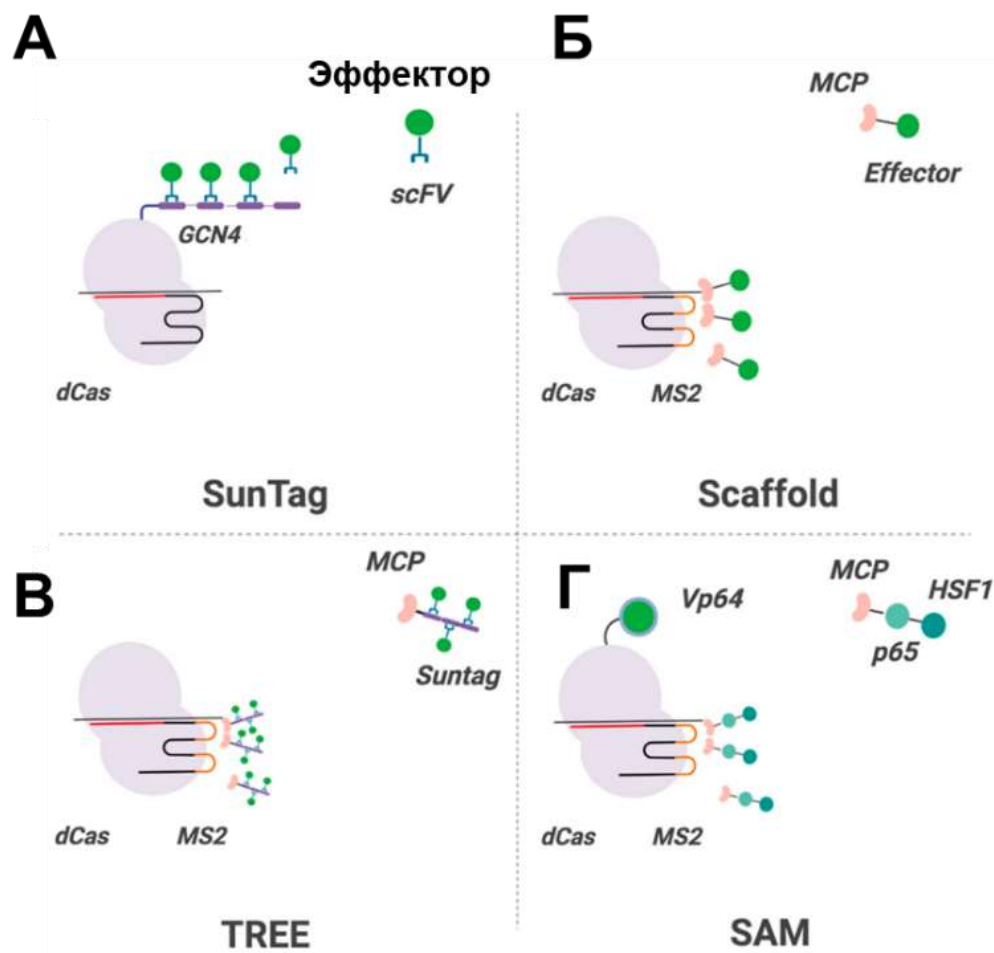 А
Эффектор
scFV
GCN4
dCas
SunTag
Б
MCP
Effector
dCas
MS2
Scaffold
В
MCP
Suntag
dCas
MS2
TREE
Г
Vp64
MCP
HSF1
p65
dCas
MS2
SAM